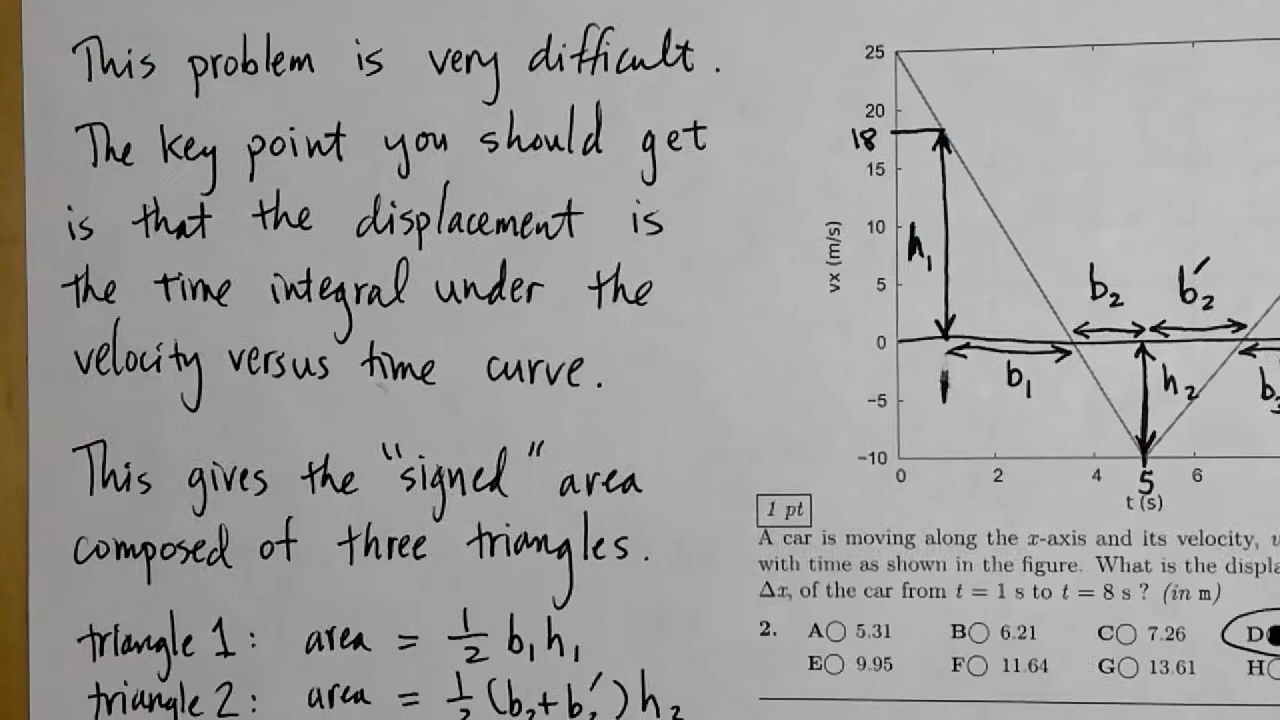 This problem is very difficult.
The key point you should get
is that the displacement is
the time integral under the
velocity versus time curve.
This gives the "signed" area
composed of three triangles.
triangle 1: area = 1/2 b₁h₁
triangle 2: area = 1/2 (b₂+b₂′)h₂
25
20
18
15
10
5
0
−5
−10
vx (m/s)
h₁
b₂
b₂′
b₁
h₂
b
1
0
2
4
5
6
t (s)
1 pt
A car is moving along the x-axis and its velocity,
with time as shown in the figure. What is the
Δx, of the car from t = 1 s to t = 8 s ? (in m)
2. A 5.31 B 6.21 C 7.26 D
E 9.95 F 11.64 G 13.61 H